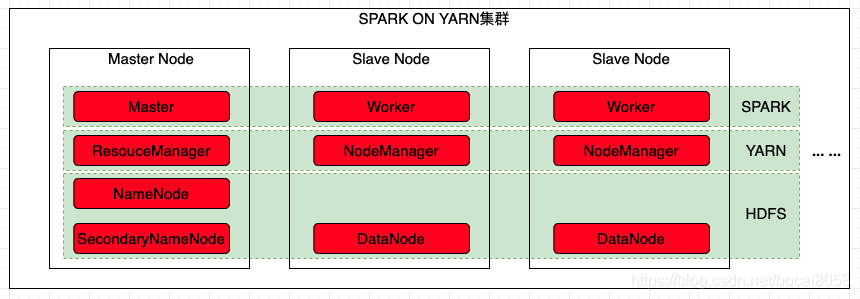 SPARK ON YARN集群
Master Node
Slave Node
Slave Node
Master
Worker
Worker
SPARK
ResouceManager
NodeManager
NodeManager
YARN
... ...
NameNode
HDFS
SecondaryNameNode
DataNode
DataNode
https://blog.csdn.net/bocai8058